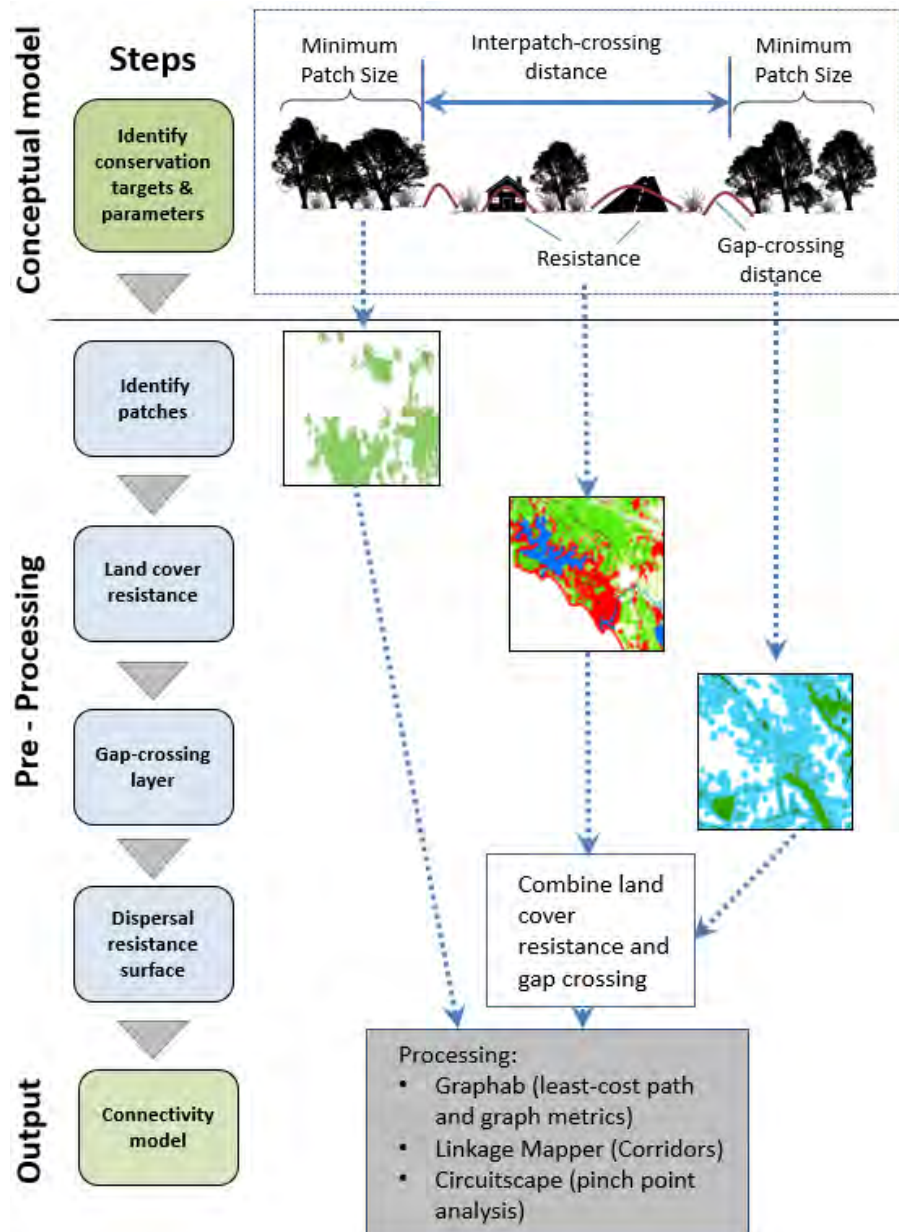 Conceptual model
Steps
Identify
conservation
targets &
parameters
Minimum
Patch Size
Interpatch-crossing
distance
Minimum
Patch Size
Resistance
Gap-crossing
distance
Pre - Processing
Identify
patches
Land cover
resistance
Gap-crossing
layer
Dispersal
resistance
surface
Combine land
cover
resistance and
gap crossing
Output
Connectivity
model
Processing:
• Graphab (least-cost path
and graph metrics)
• Linkage Mapper (Corridors)
• Circuitscape (pinch point
analysis)